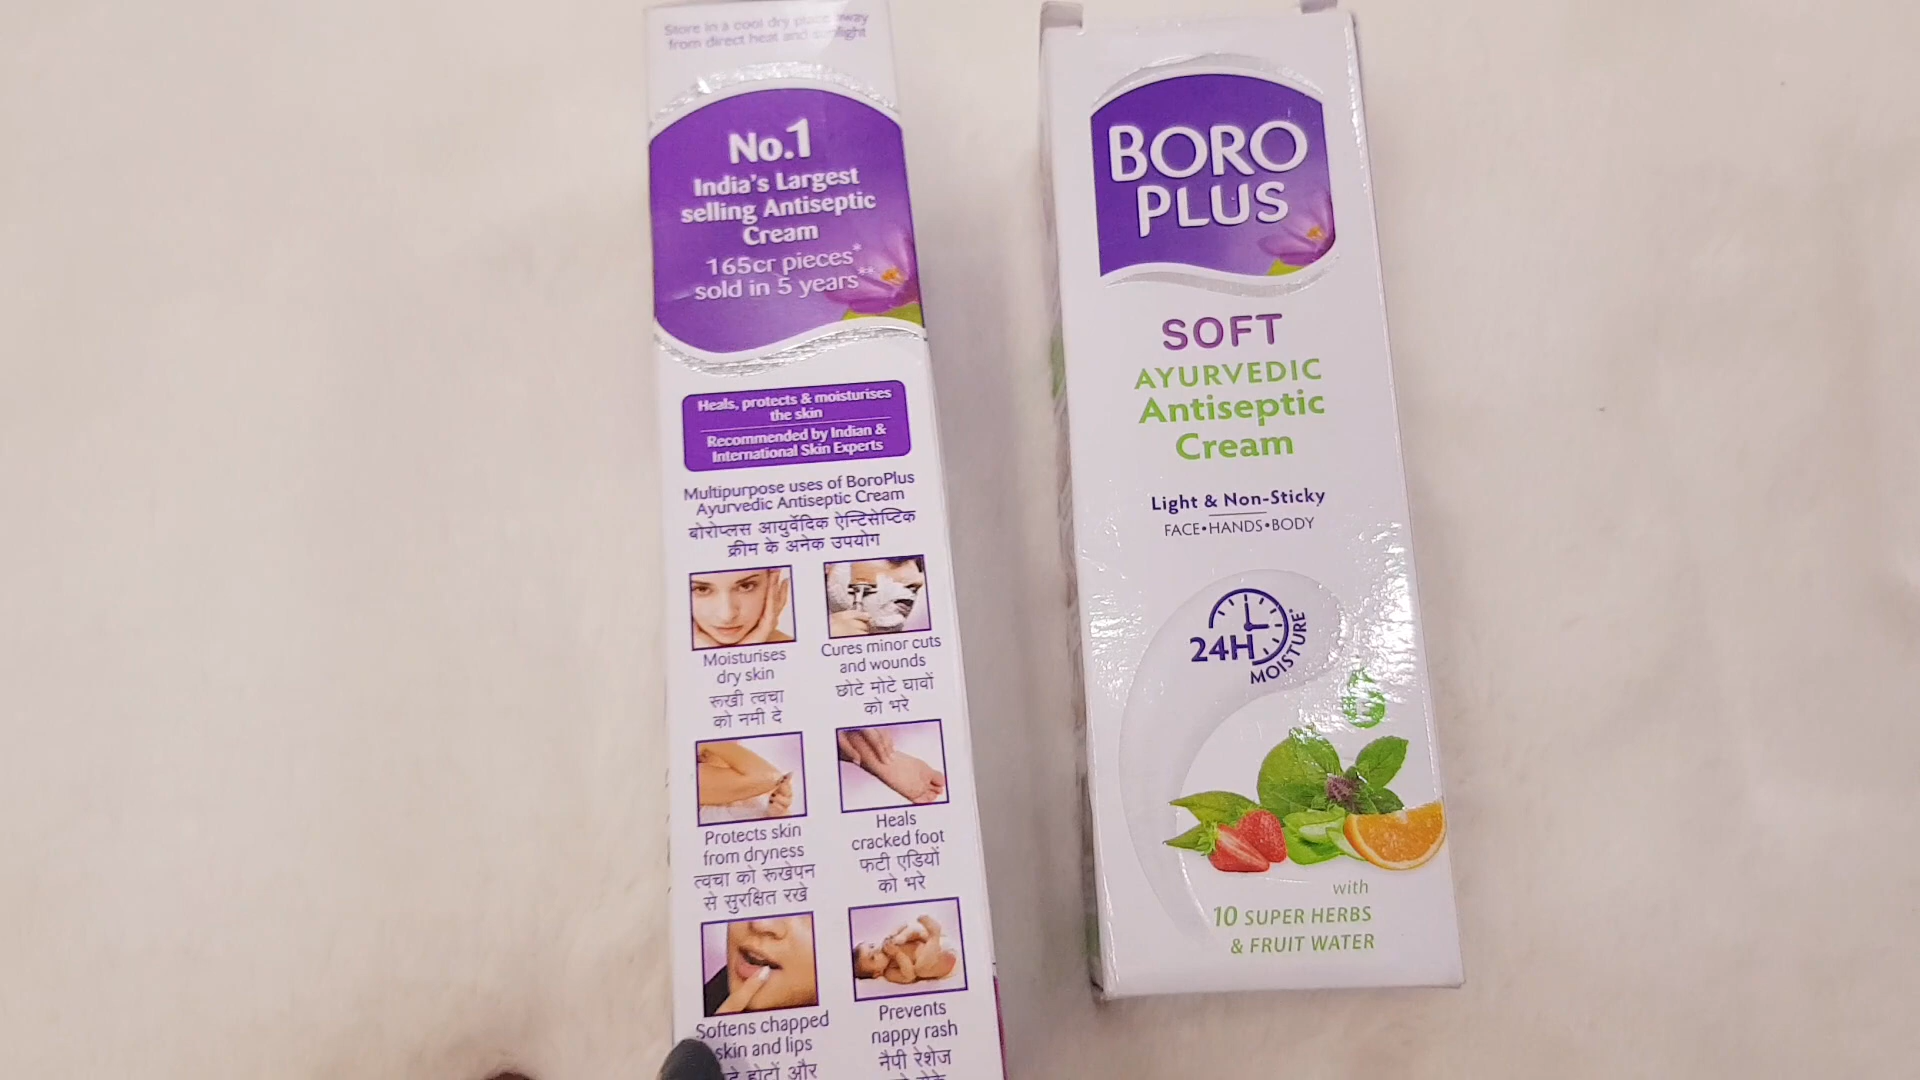 Store in a cool dry place away
from direct heat and sunlight
No.1
India's Largest
selling Antiseptic
Cream
165cr pieces*
sold in 5 years**
Heals, protects & moisturises
the skin
Recommended by Indian &
International Skin Experts
Multipurpose uses of BoroPlus
Ayurvedic Antiseptic Cream
बोरोप्लस आयुर्वेदिक ऐन्टिसेप्टिक
क्रीम के अनेक उपयोग
Moisturises
dry skin
रूखी त्वचा
को नमी दे
Cures minor cuts
and wounds
छोटे मोटे घावों
को भरे
Protects skin
from dryness
त्वचा को रूखेपन
से सुरक्षित रखे
Heals
cracked foot
फटी एडियों
को भरे
Softens chapped
skin and lips
होटों और
Prevents
nappy rash
नैपी रेशेज
BORO
PLUS
SOFT
AYURVEDIC
Antiseptic
Cream
Light & Non-Sticky
FACE•HANDS•BODY
24H
MOISTURE*
with
10 SUPER HERBS
& FRUIT WATER